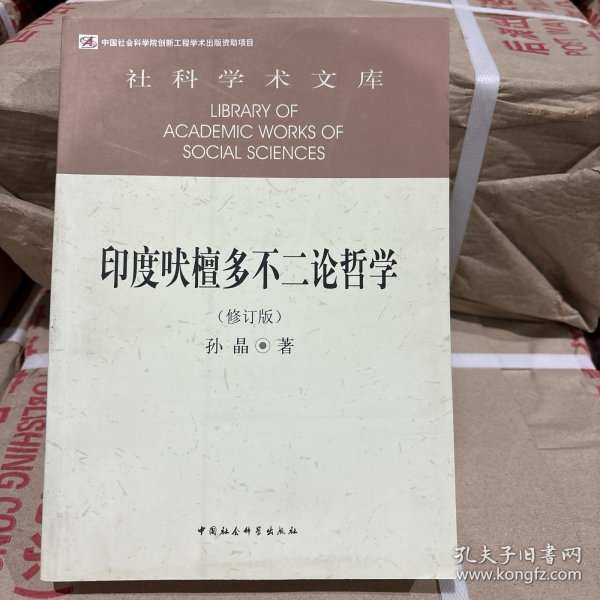 中国社会科学院创新工程学术出版资助项目
社科学术文库
LIBRARY OF
ACADEMIC WORKS OF
SOCIAL SCIENCES
印度吠檀多不二论哲学
（修订版）
孙晶◉著
中国社会科学出版社
孔夫子旧书网
www.kongfz.com